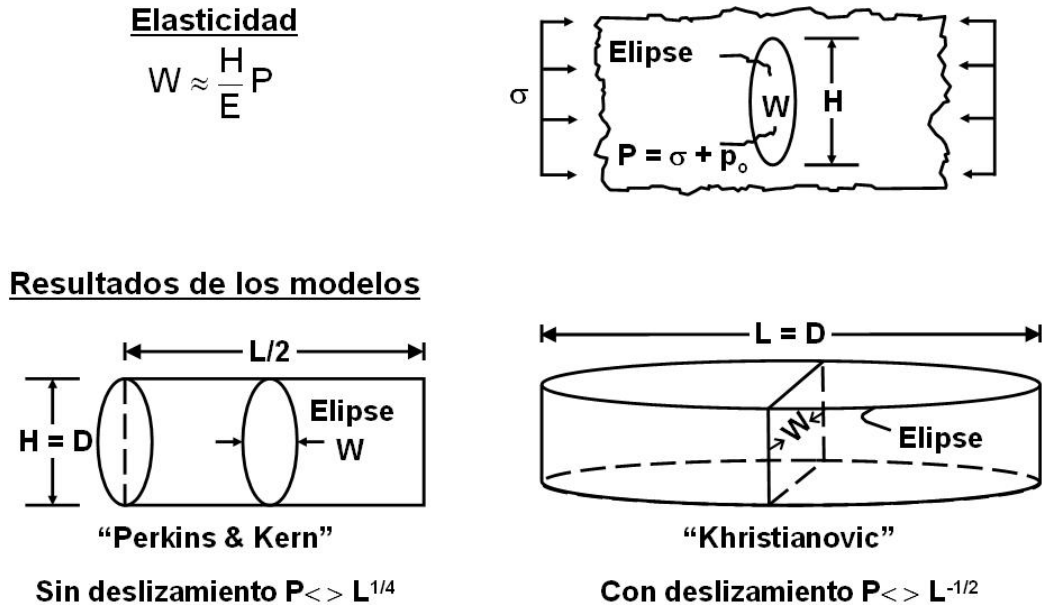 Elasticidad
W ≈ H/E P
Elipse
σ
W
H
P = σ + pₒ
Resultados de los modelos
L/2
L = D
H = D
Elipse
W
W
Elipse
“Perkins & Kern”
“Khristianovic”
Sin deslizamiento P< > L^1/4
Con deslizamiento P< > L^-1/2